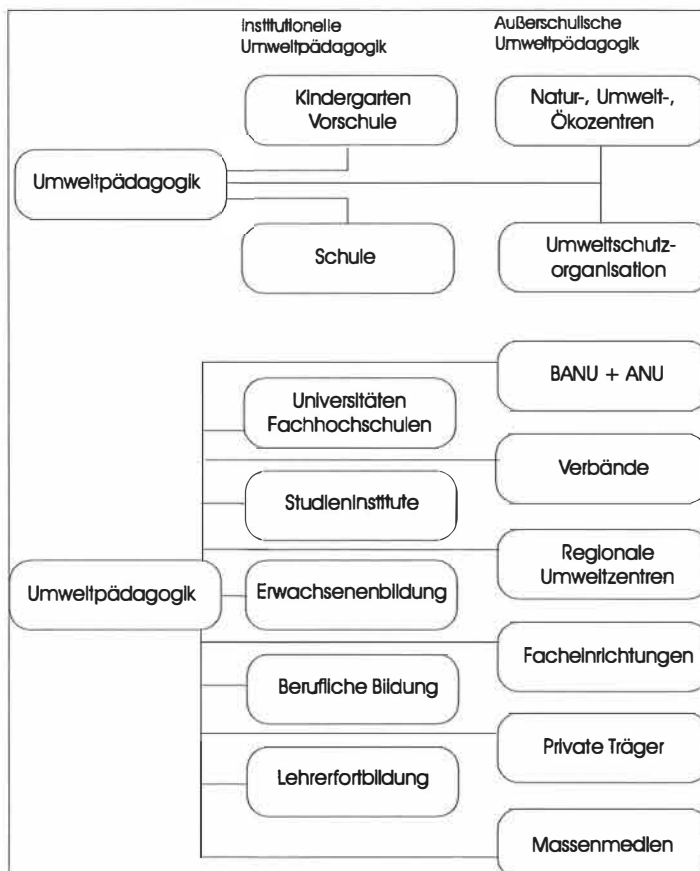 Institutionelle
Umweltpädagogik
Außerschulische
Umweltpödagogik
Kindergarten
Vorschule
Natur-, Umwelt-,
Ökozentren
Umweltpädagogik
Schule
Umweltschutz-
organisation
BANU + ANU
Universitäten
Fachhochschulen
Verbände
Studieninstitute
Regionale
Umweltzentren
Umweltpädagogik
Erwachsenenbildung
Facheinrichtungen
Berufliche Bildung
Private Träger
Lehrerfortbildung
Massenmedien